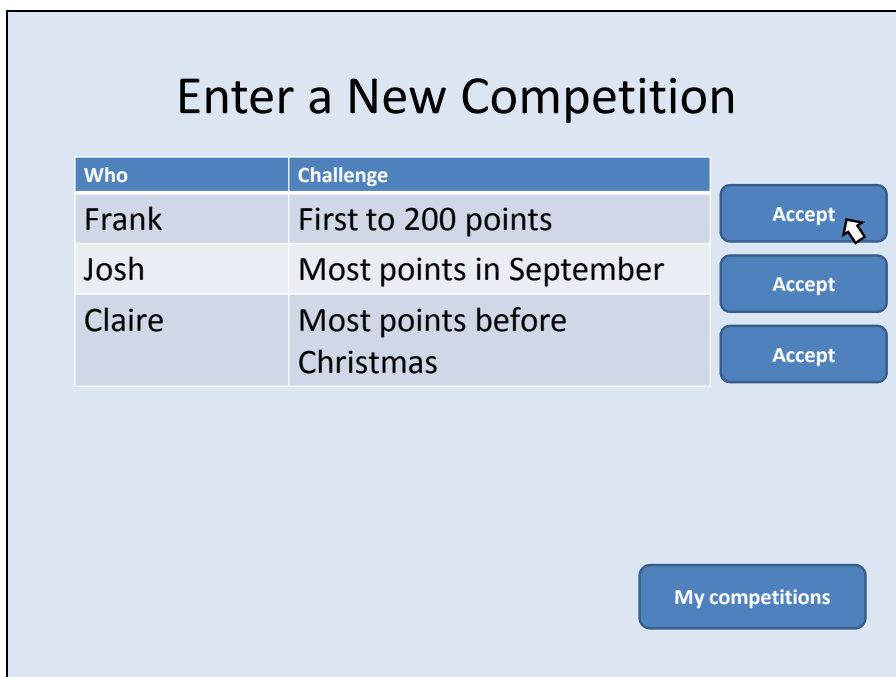 Enter a New Competition
Who Challenge
Frank First to 200 points Accept
Josh Most points in September Accept
Claire Most points before
Christmas Accept
My competitions